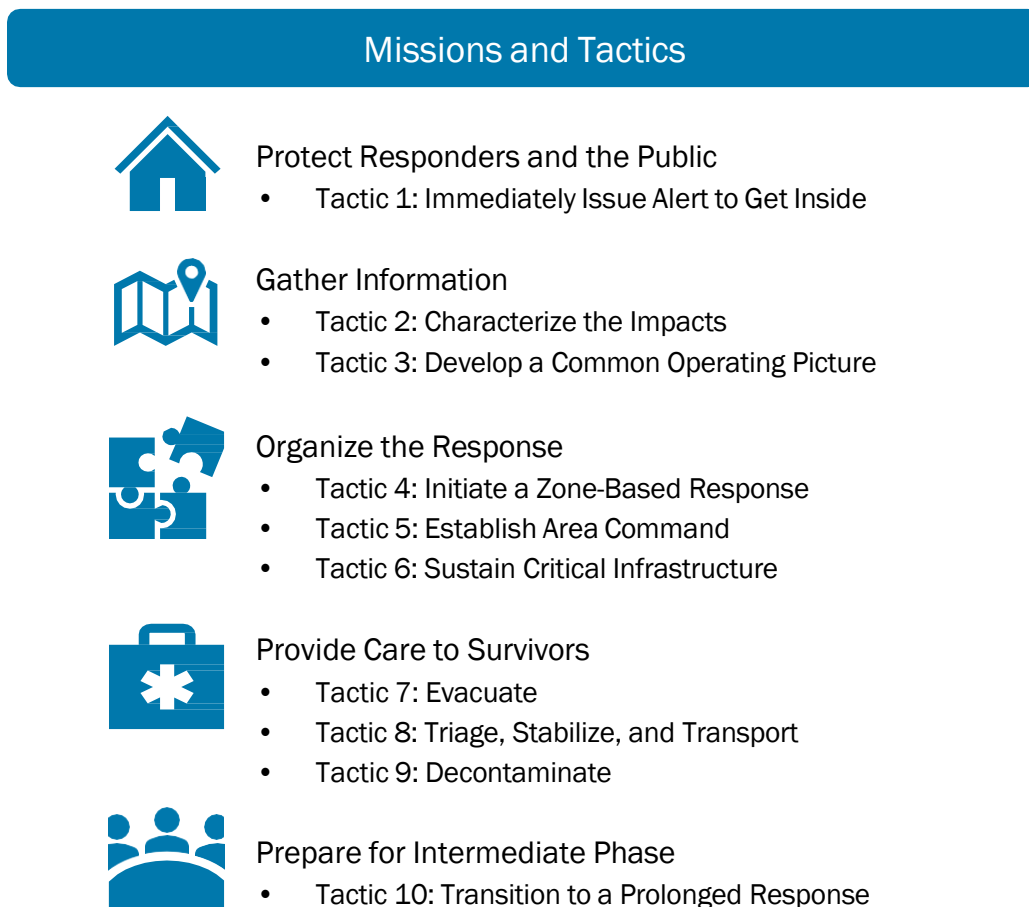 Missions and Tactics
Protect Responders and the Public
• Tactic 1: Immediately Issue Alert to Get Inside
Gather Information
• Tactic 2: Characterize the Impacts
• Tactic 3: Develop a Common Operating Picture
Organize the Response
• Tactic 4: Initiate a Zone-Based Response
• Tactic 5: Establish Area Command
• Tactic 6: Sustain Critical Infrastructure
Provide Care to Survivors
• Tactic 7: Evacuate
• Tactic 8: Triage, Stabilize, and Transport
• Tactic 9: Decontaminate
Prepare for Intermediate Phase
• Tactic 10: Transition to a Prolonged Response